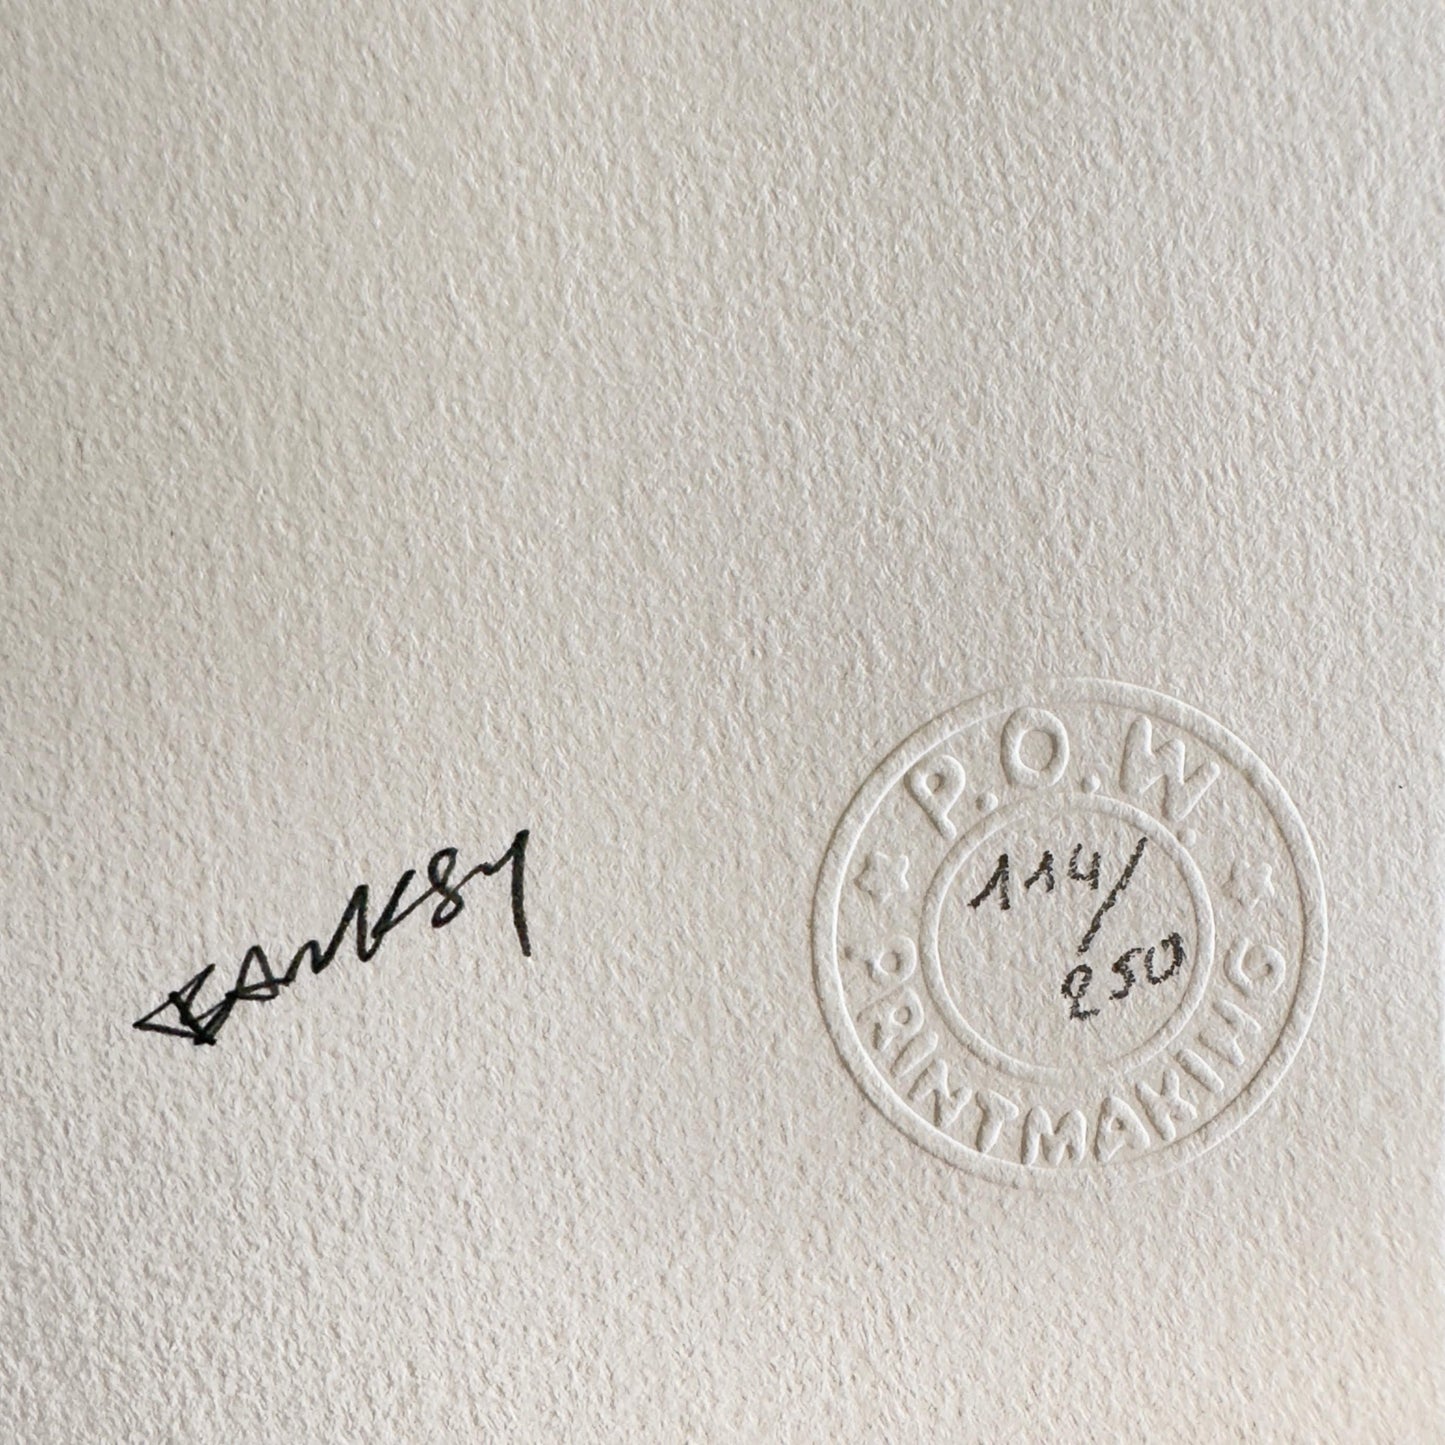 BANKSY
P.O.W.
114/
250
PRINTMAKING